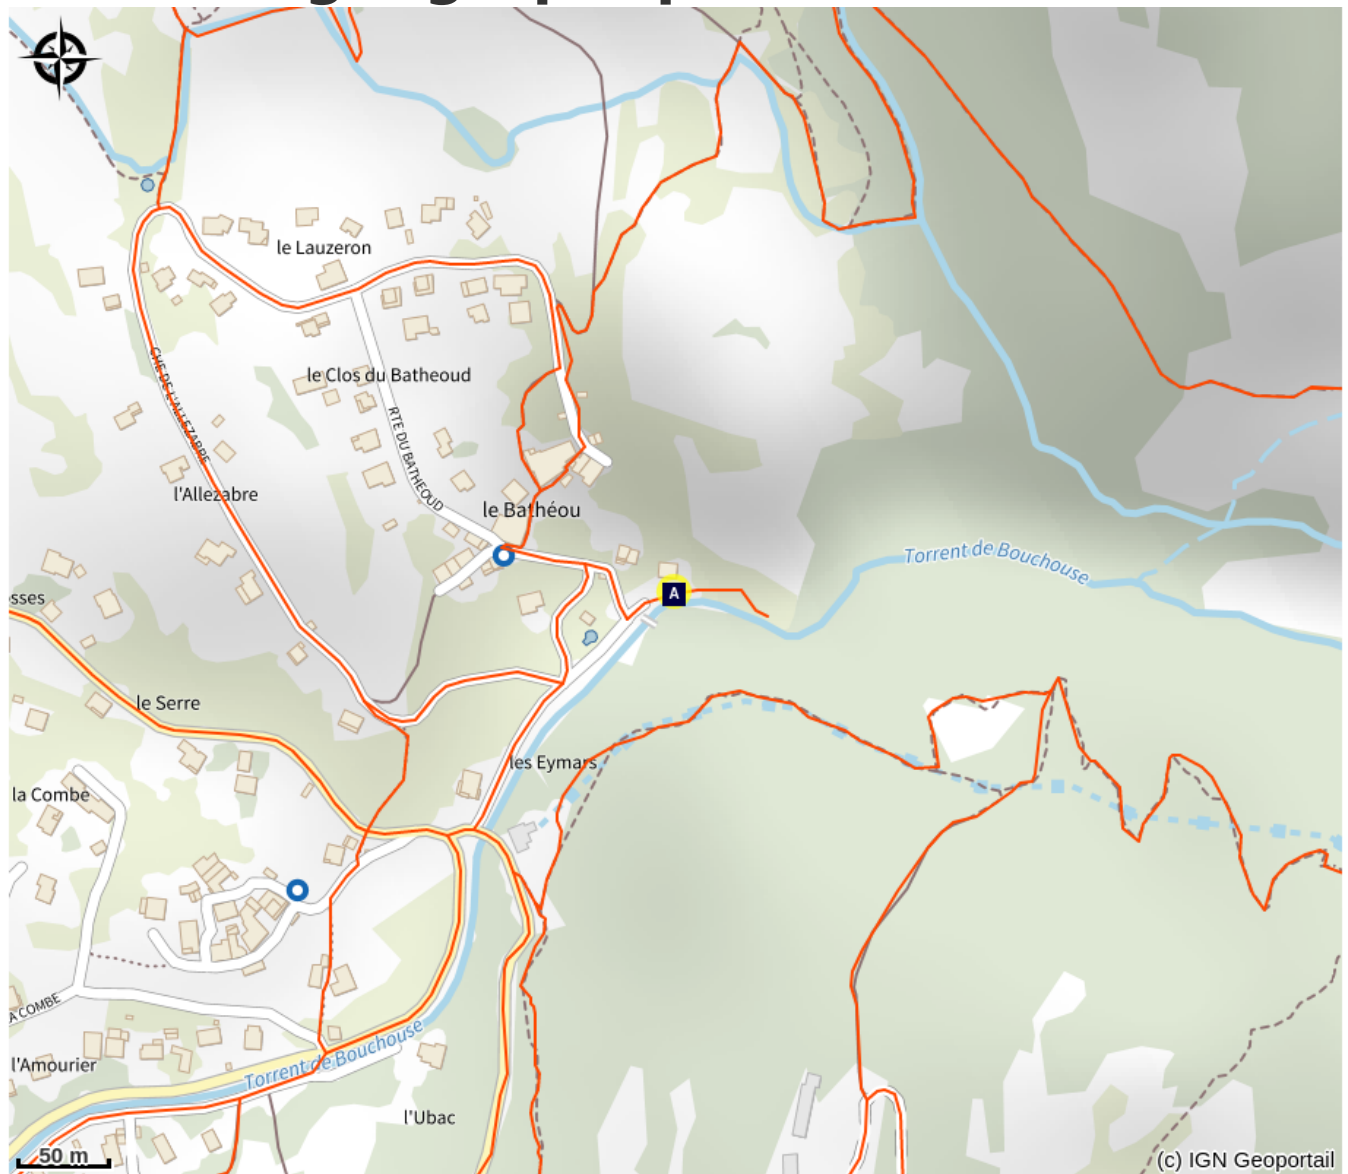 le Lauzeron
CHE DE L'ALLEZABRE
le Clos du Batheoud
RTE DU BATHEOUD
l'Allezabre
le Bathéou
Torrent de Bouchouse
A
osses
le Serre
les Eymars
la Combe
A COMBE
Torrent de Bouchouse
l'Amourier
l'Ubac
50 m
(c) IGN Geoportail